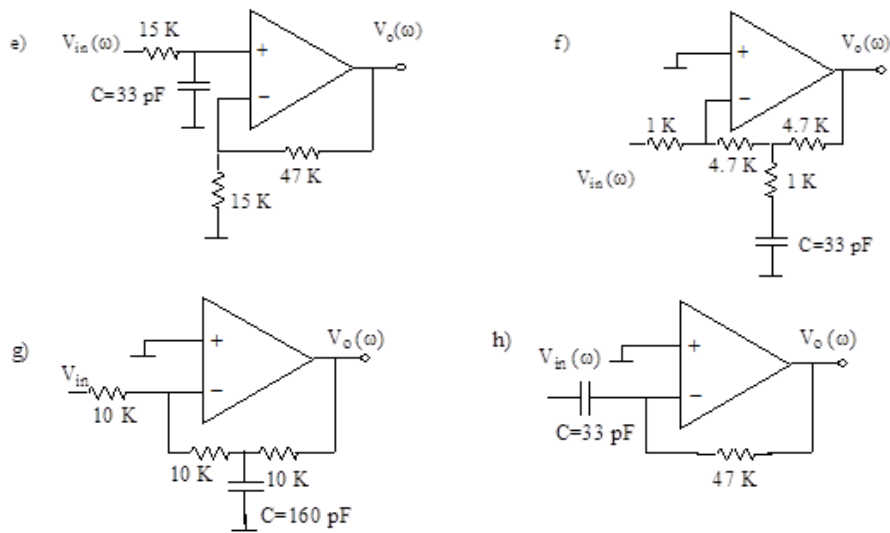 e)
V_in(ω)
15 K
C=33 pF
+
−
V_o(ω)
47 K
15 K
f)
+
−
V_o(ω)
1 K
4.7 K
4.7 K
V_in(ω)
1 K
C=33 pF
g)
+
−
V_o(ω)
V_in
10 K
10 K
10 K
C=160 pF
h)
V_in(ω)
+
−
V_o(ω)
C=33 pF
47 K